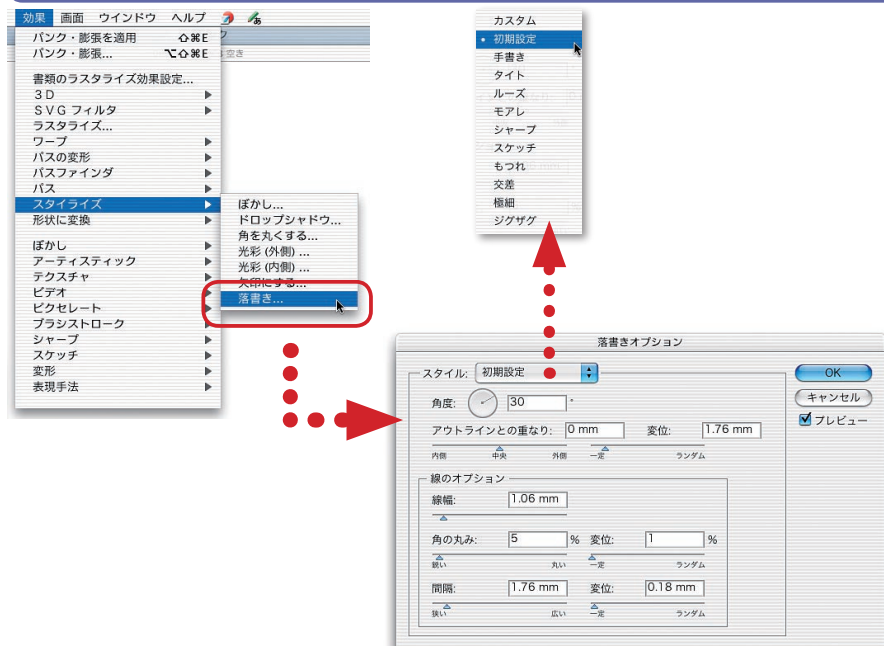 効果 画面 ウインドウ ヘルプ
パンク・膨張を適用 ⇧⌘E
パンク・膨張... ⌥⇧⌘E
書類のラスタライズ効果設定...
3D
SVG フィルタ
ラスタライズ...
ワープ
パスの変形
パスファインダ
パス
スタイライズ
形状に変換
ぼかし
アーティスティック
テクスチャ
ビデオ
ピクセレート
ブラシストローク
シャープ
スケッチ
変形
表現手法
ぼかし...
ドロップシャドウ...
角を丸くする...
光彩 (外側) ...
光彩 (内側) ...
矢印にする...
落書き...
カスタム
• 初期設定
手書き
タイト
ルーズ
モアレ
シャープ
スケッチ
もつれ
交差
極細
ジグザグ
落書きオプション
スタイル: 初期設定
角度: 30 °
アウトラインとの重なり: 0 mm 変位: 1.76 mm
内側 中央 外側 一定 ランダム
線のオプション
線幅: 1.06 mm
角の丸み: 5 % 変位: 1 %
鋭い 丸い 一定 ランダム
間隔: 1.76 mm 変位: 0.18 mm
狭い 広い 一定 ランダム
OK
キャンセル
プレビュー